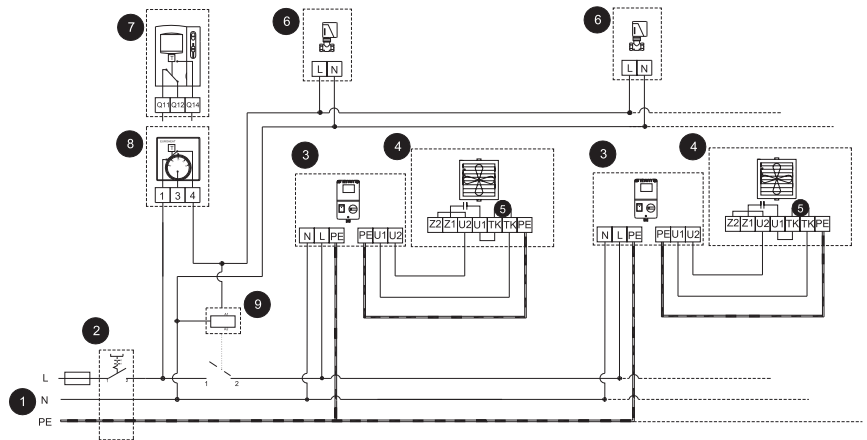 7
Q11 Q12 Q14
8
1 3 4
6
L N
6
L N
3
N L PE
PE U1 U2
4
5
Z2 Z1 U2 U1 TK TK PE
3
N L PE
PE U1 U2
4
5
Z2 Z1 U2 U1 TK TK PE
9
2
1 2
L
1 N
PE